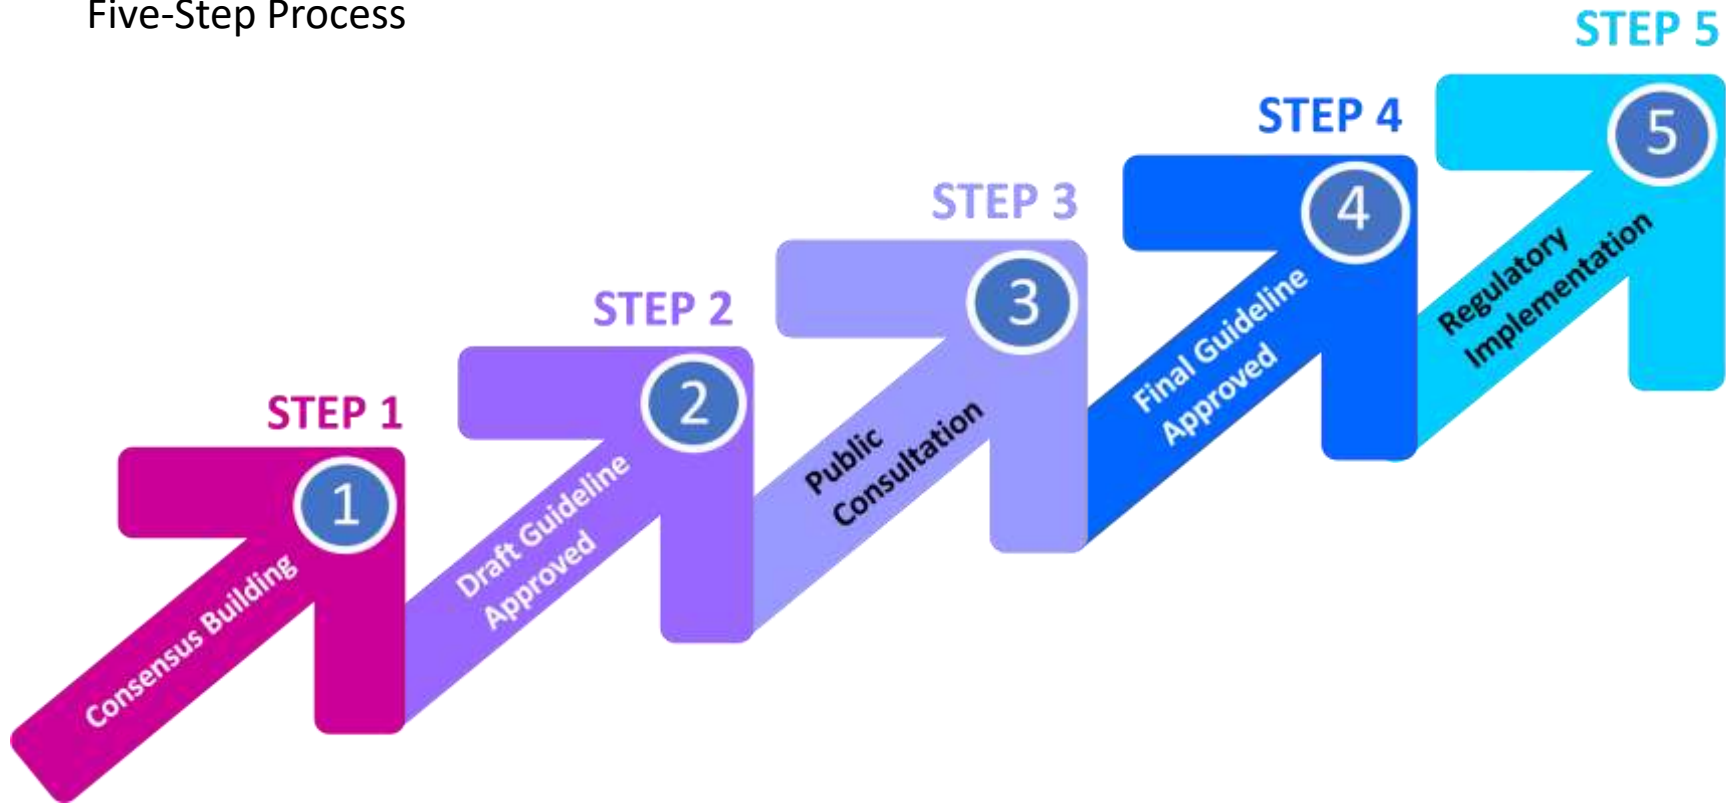 Five-Step Process
STEP 1
1
Consensus Building
STEP 2
2
Draft Guideline
Approved
STEP 3
3
Public
Consultation
STEP 4
4
Final Guideline
Approved
STEP 5
5
Regulatory
Implementation